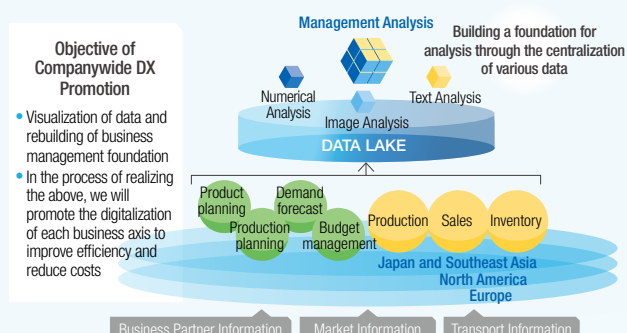 Objective of
Companywide DX
Promotion
• Visualization of data and
rebuilding of business
management foundation
• In the process of realizing
the above, we will
promote the digitalization
of each business axis to
improve efficiency and
reduce costs
Management Analysis
Building a foundation for
analysis through the centralization
of various data
Numerical
Analysis
Image Analysis
Text Analysis
DATA LAKE
Product
planning
Production
planning
Demand
forecast
Budget
management
Production
Sales
Inventory
Japan and Southeast Asia
North America
Europe
Business Partner Information
Market Information
Transport Information